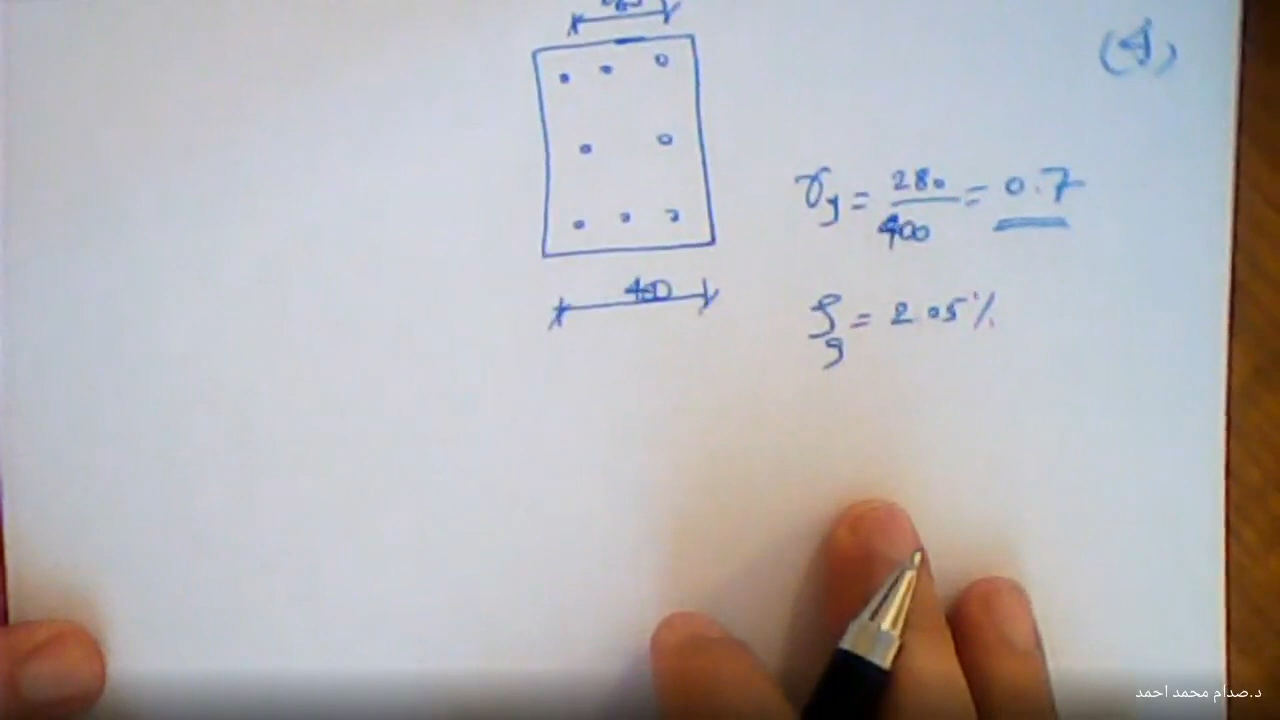 (4)
γy = 280/400 = 0.7
400
ρg = 2.05%
د.صدام محمد احمد